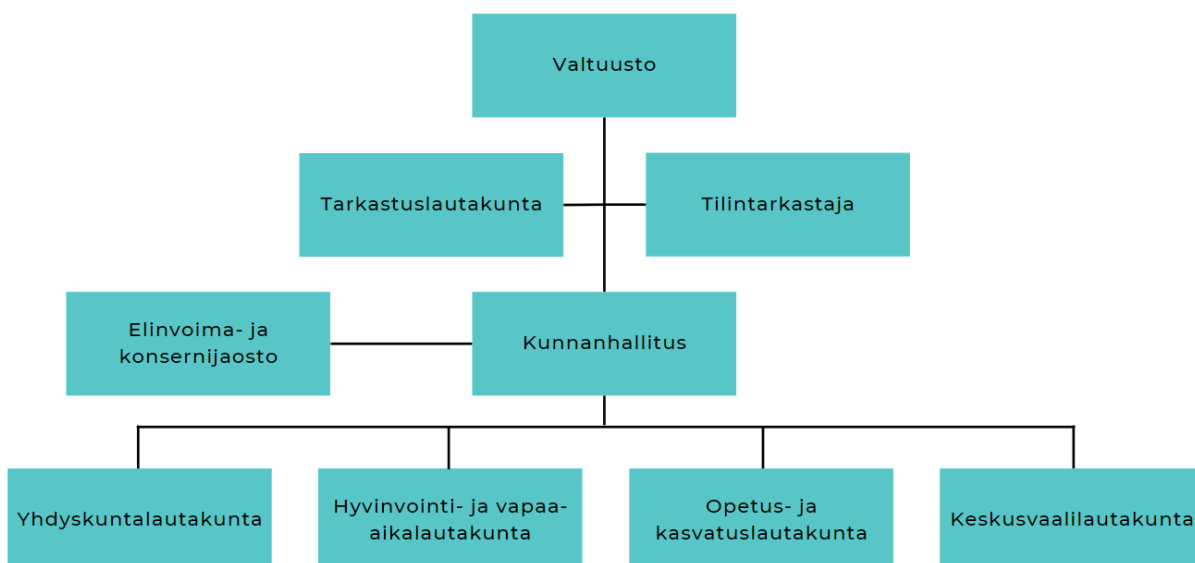 Valtuusto
Tarkastuslautakunta
Tilintarkastaja
Elinvoima- ja
konsernijaosto
Kunnanhallitus
Yhdyskuntalautakunta
Hyvinvointi- ja vapaa-
aikalautakunta
Opetus- ja
kasvatuslautakunta
Keskusvaalilautakunta